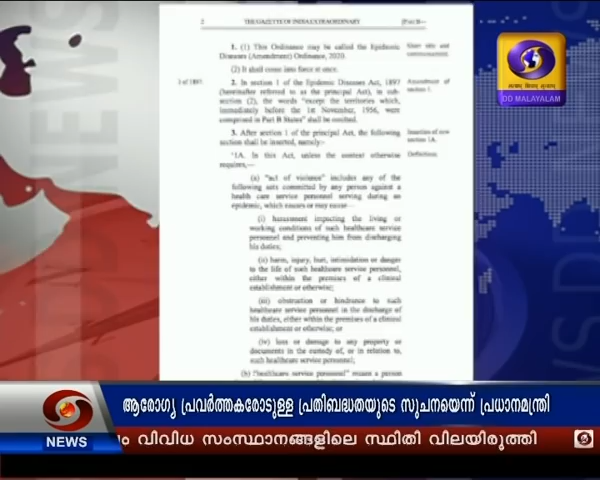 2
THE GAZETTE OF INDIA EXTRAORDINARY
[PART II—
1. (1) This Ordinance may be called the Epidemic
Diseases (Amendment) Ordinance, 2020.
Short title and
commencement.
(2) It shall come into force at once.
3 of 1897.
2. In section 1 of the Epidemic Diseases Act, 1897
(hereinafter referred to as the principal Act), in sub-
section (2), the words "except the territories which,
immediately before the 1st November, 1956, were
comprised in Part B States" shall be omitted.
Amendment of
section 1.
3. After section 1 of the principal Act, the following
section shall be inserted, namely:-
Insertion of new
section 1A.
'1A. In this Act, unless the context otherwise
requires,—
Definitions.
(a) "act of violence" includes any of the
following acts committed by any person against a
health care service personnel serving during an
epidemic, which causes or may cause—
(i) harassment impacting the living or
working conditions of such healthcare service
personnel and preventing him from discharging
his duties;
(ii) harm, injury, hurt, intimidation or danger
to the life of such healthcare service personnel,
either within the premises of a clinical
establishment or otherwise;
(iii) obstruction or hindrance to such
healthcare service personnel in the discharge of
his duties, either within the premises of a clinical
establishment or otherwise; or
(iv) loss or damage to any property or
documents in the custody of, or in relation to,
such healthcare service personnel;
(b) "healthcare service personnel" means a person
DD MALAYALAM
ആരോഗ്യ പ്രവർത്തകരോടുള്ള പ്രതിബദ്ധതയുടെ സൂചനയെന്ന് പ്രധാനമന്ത്രി
NEWS
വിവിധ സംസ്ഥാനങ്ങളിലെ സ്ഥിതി വിലയിരുത്തി